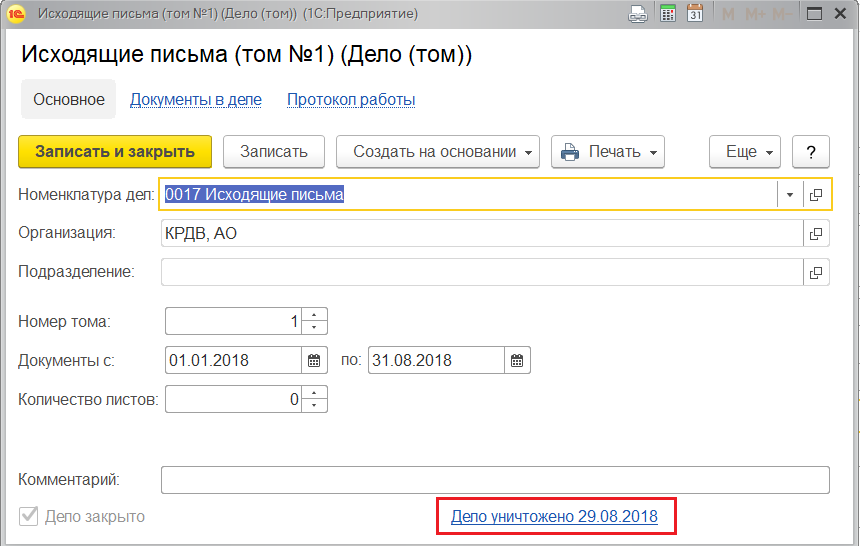 1С Исходящие письма (том №1) (Дело (том)) (1С:Предприятие) 31 M M+ M-
Исходящие письма (том №1) (Дело (том))
Основное Документы в деле Протокол работы
Записать и закрыть Записать Создать на основании Печать Еще ?
Номенклатура дел: 0017 Исходящие письма
Организация: КРДВ, АО
Подразделение:
Номер тома: 1
Документы с: 01.01.2018 по: 31.08.2018
Количество листов: 0
Комментарий:
Дело закрыто Дело уничтожено 29.08.2018